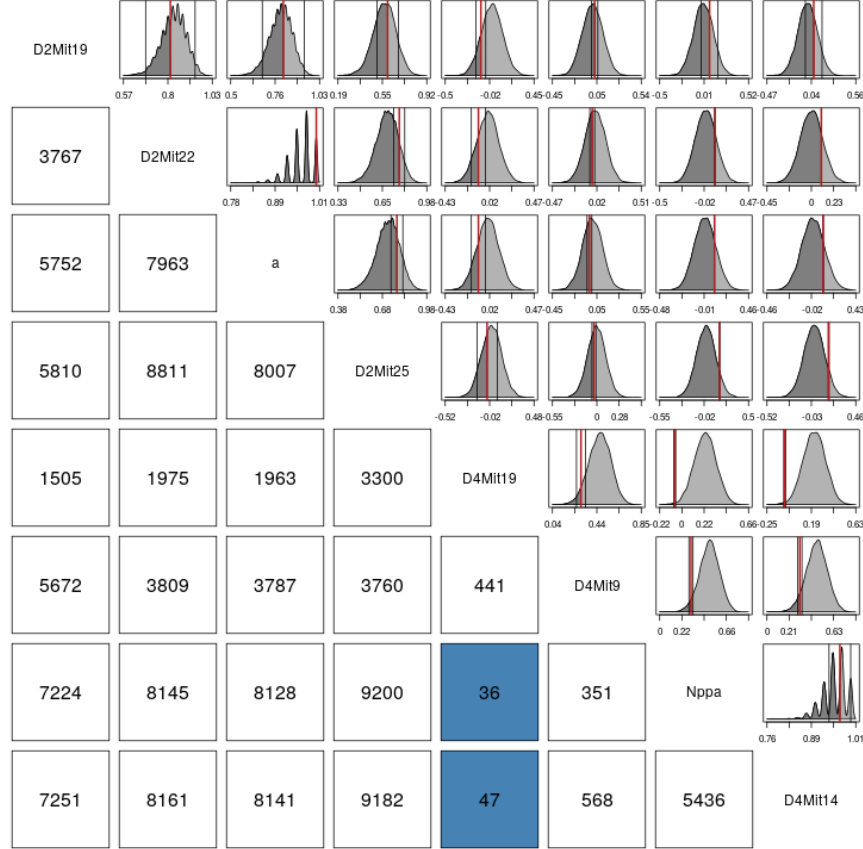 D2Mit19
0.57 0.8 1.03 0.5 0.76 1.03 0.19 0.55 0.92 -0.5 -0.02 0.45 -0.45 0.05 0.54 -0.5 0.01 0.52 -0.47 0.04 0.56
3767 D2Mit22
0.78 0.89 1.01 0.33 0.65 0.98 -0.43 0.02 0.47 -0.47 0.02 0.51 -0.5 -0.02 0.47 -0.45 0 0.23
5752 7963 a
0.38 0.68 0.98 -0.43 0.02 0.47 -0.45 0.05 0.55 -0.48 -0.01 0.46 -0.46 -0.02 0.43
5810 8811 8007 D2Mit25
-0.52 -0.02 0.48 -0.55 0 0.28 -0.55 -0.02 0.5 -0.52 -0.03 0.46
1505 1975 1963 3300 D4Mit19
0.04 0.44 0.85 -0.22 0 0.22 0.66 -0.25 0.19 0.63
5672 3809 3787 3760 441 D4Mit9
0 0.22 0.66 0 0.21 0.63
7224 8145 8128 9200 36 351 Nppa
0.76 0.89 1.01
7251 8161 8141 9182 47 568 5436 D4Mit14